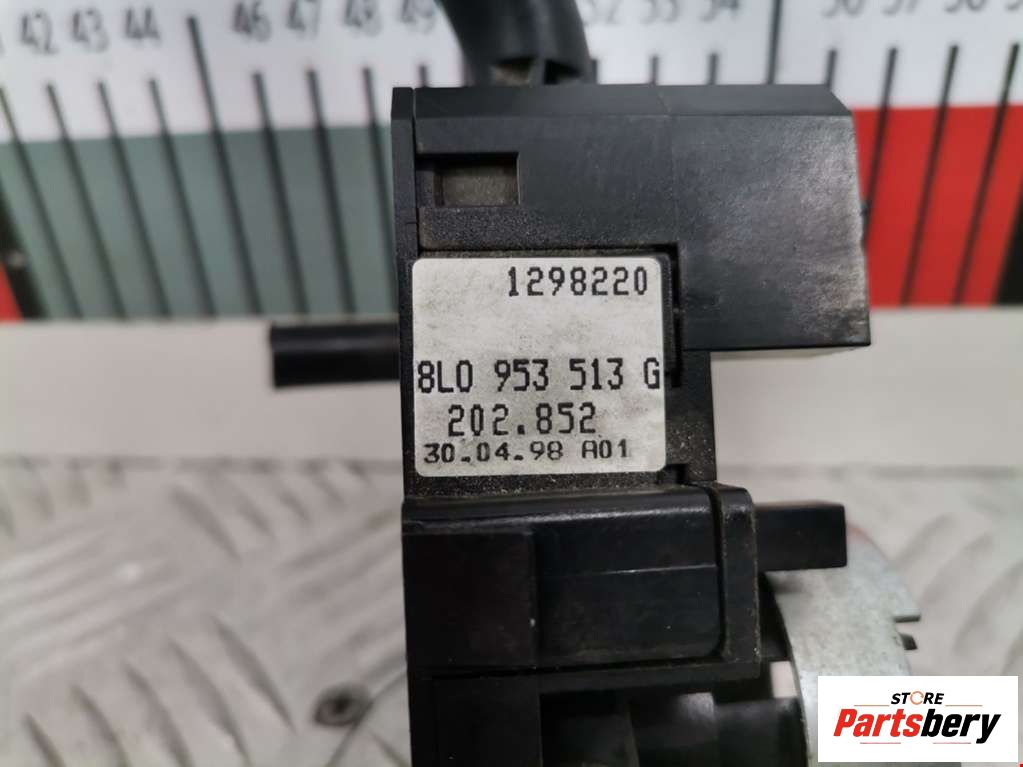 42 43 44 46 47 48 49 52 53 54 56 57 58
1298220
8L0 953 513 G
202.852
30.04.98 A01
STORE
Partsbery